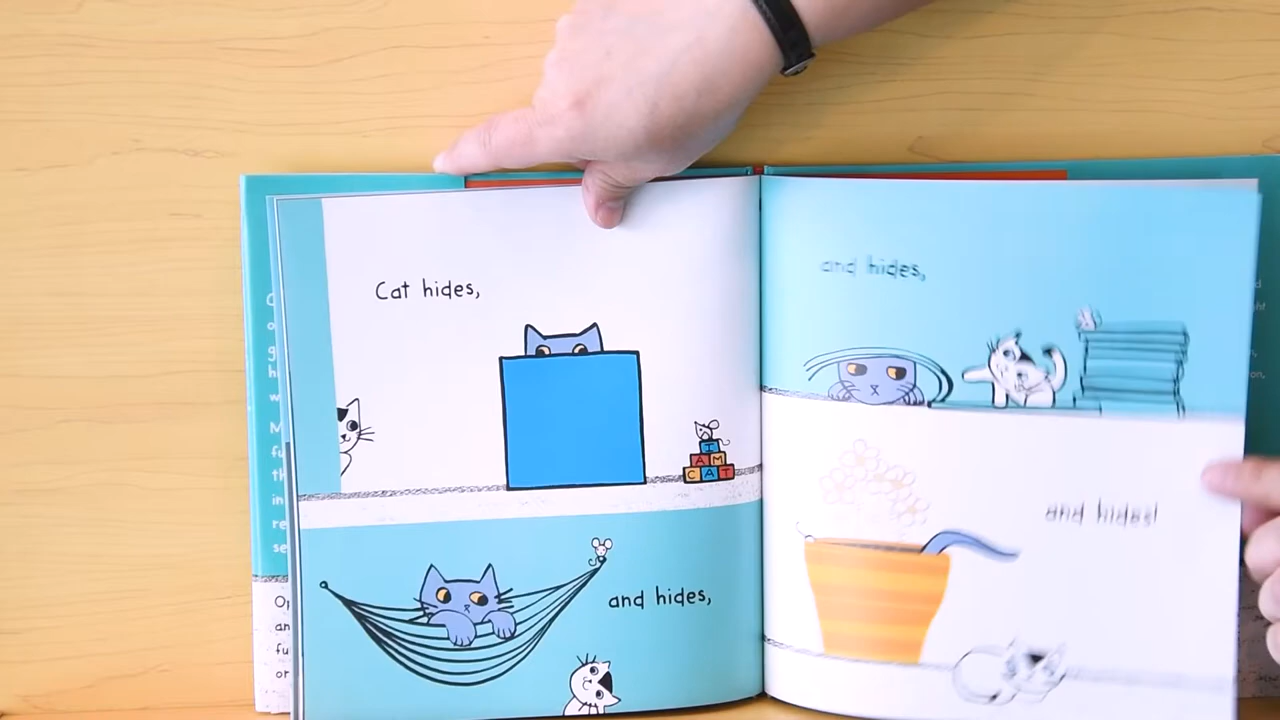 Cat hides,
I
AM
CAT
and hides,
and hides,
and hides!